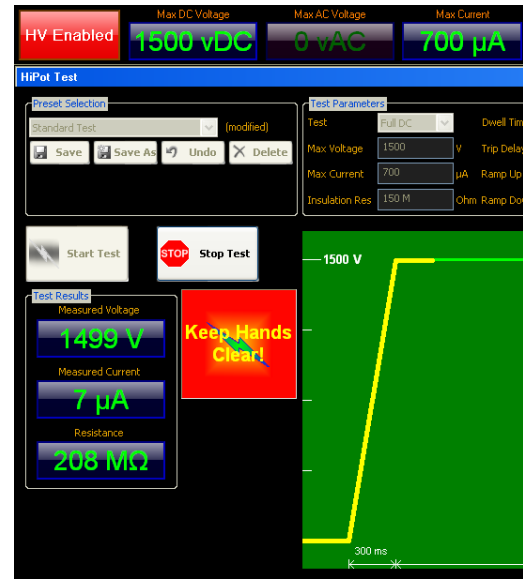 Max DC Voltage
Max AC Voltage
Max Current
HV Enabled
1500 vDC
0 vAC
700 µA
HiPot Test
Preset Selection
Standard Test
(modified)
Save
Save As
Undo
Delete
Test Parameters
Test
Full DC
Dwell Tim
Max Voltage
1500
V
Trip Delay
Max Current
700
µA
Ramp Up
Insulation Res
150 M
Ohm
Ramp Do
Start Test
STOP
Stop Test
Test Results
Measured Voltage
1499 V
Measured Current
7 µA
Resistance
208 MΩ
Keep Hands
Clear!
1500 V
300 ms